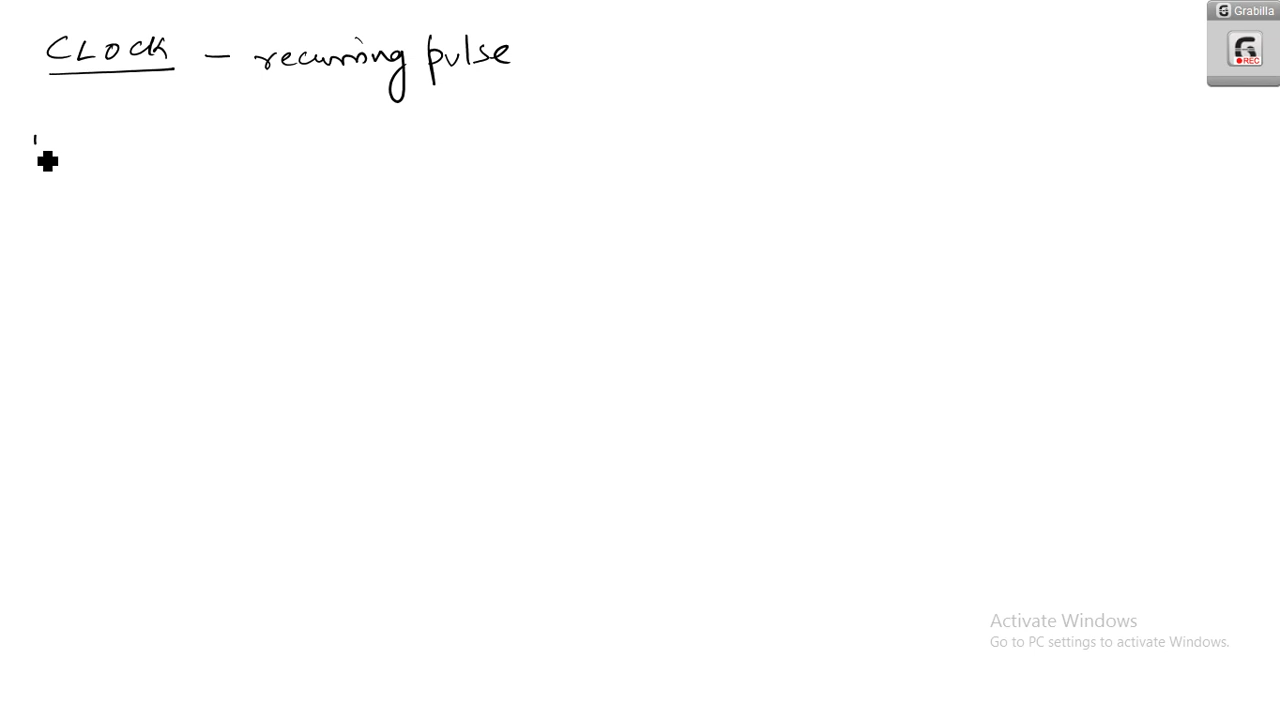 CLOCK – recurring pulse
Grabilla
REC
Activate Windows
Go to PC settings to activate Windows.